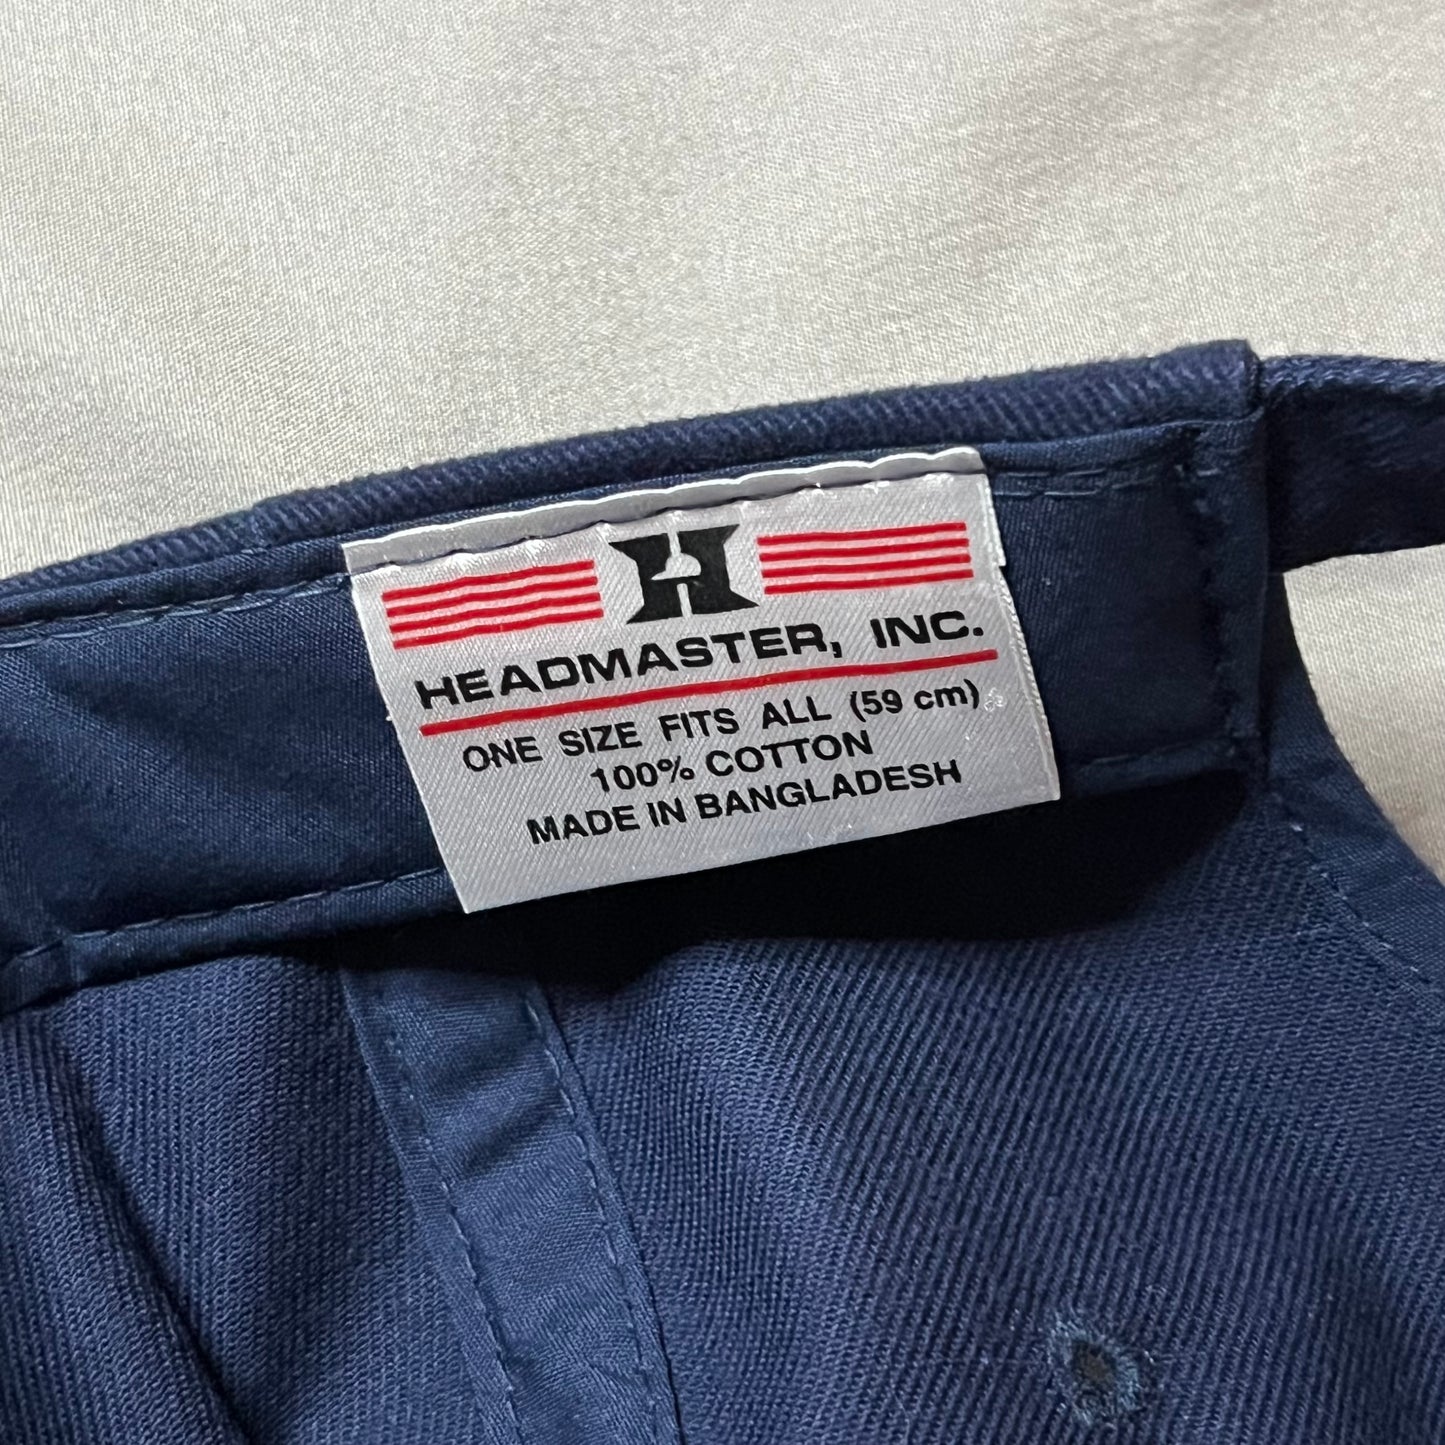 H
HEADMASTER, INC.
ONE SIZE FITS ALL (59 cm)
100% COTTON
MADE IN BANGLADESH